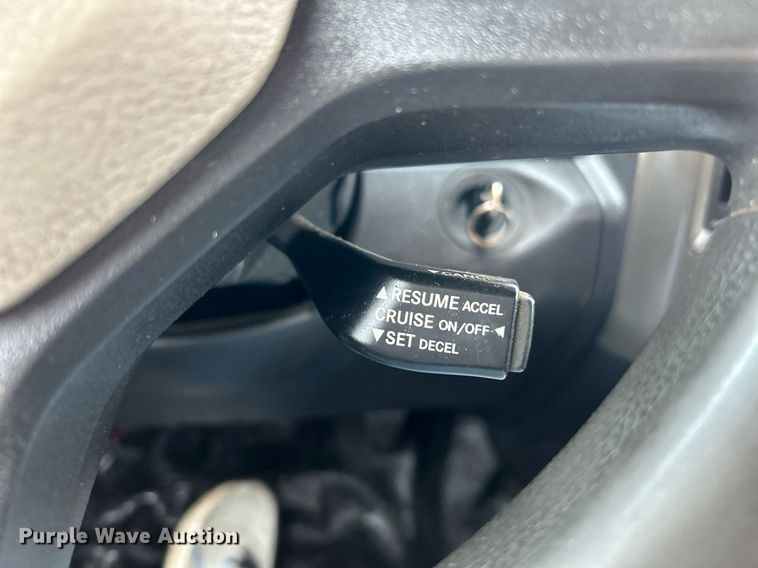 ▲RESUME ACCEL
CRUISE ON/OFF◄
▼SET DECEL
Purple Wave Auction